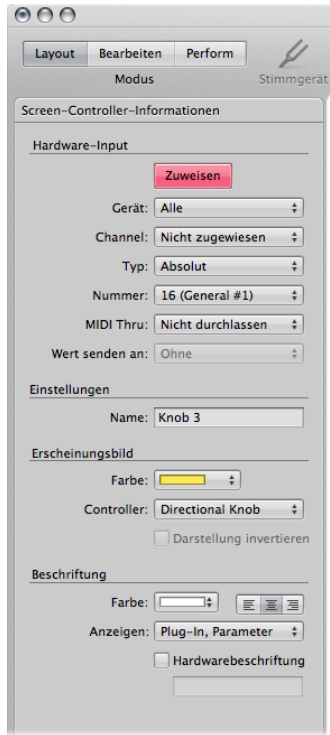 Layout Bearbeiten Perform
Modus Stimmgerät
Screen-Controller-Informationen
Hardware-Input
Zuweisen
Gerät: Alle
Channel: Nicht zugewiesen
Typ: Absolut
Nummer: 16 (General #1)
MIDI Thru: Nicht durchlassen
Wert senden an: Ohne
Einstellungen
Name: Knob 3
Erscheinungsbild
Farbe:
Controller: Directional Knob
Darstellung invertieren
Beschriftung
Farbe:
Anzeigen: Plug-In, Parameter
Hardwarebeschriftung